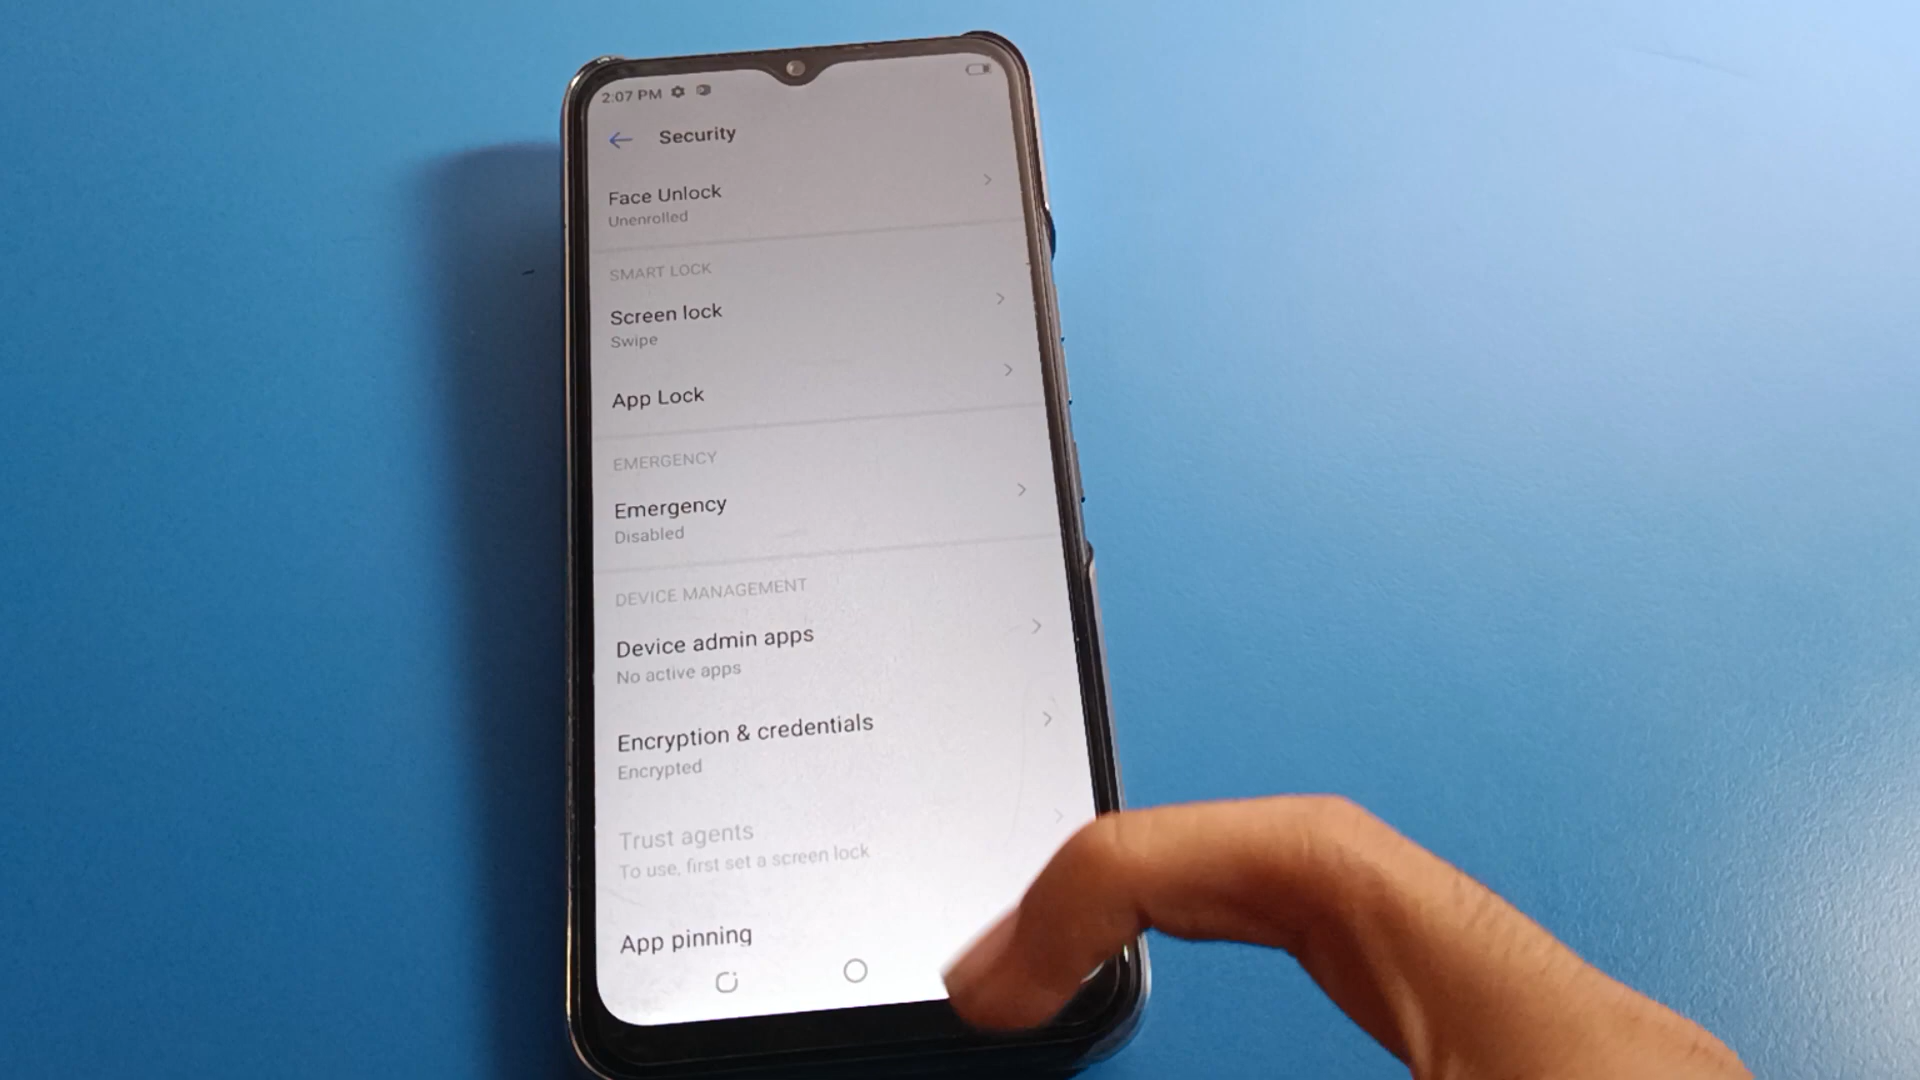 2:07 PM
Security
Face Unlock
Unenrolled
SMART LOCK
Screen lock
Swipe
App Lock
EMERGENCY
Emergency
Disabled
DEVICE MANAGEMENT
Device admin apps
No active apps
Encryption & credentials
Encrypted
Trust agents
To use, first set a screen lock
App pinning